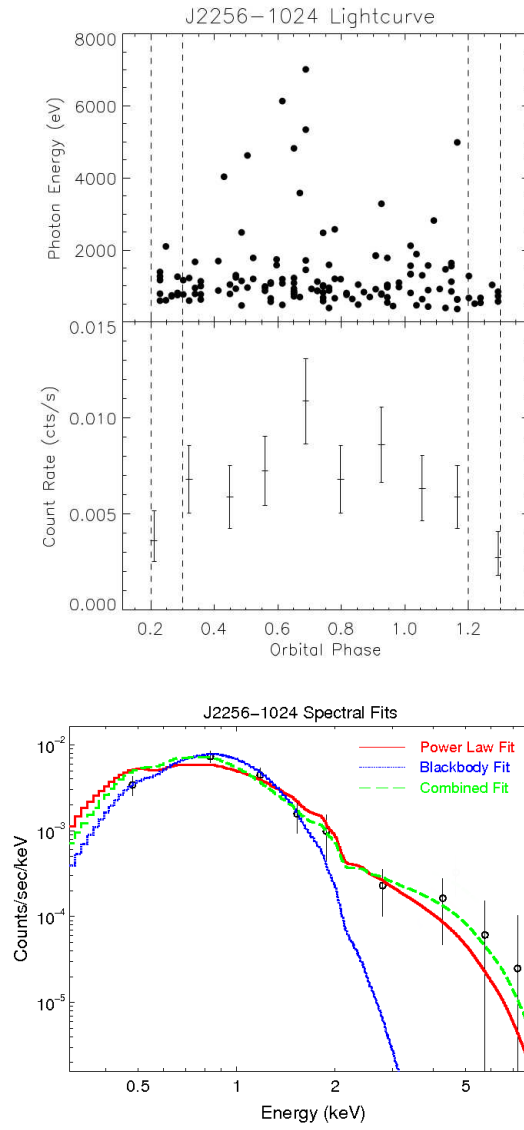 J2256-1024 Lightcurve
Photon Energy (eV)
8000
6000
4000
2000
Count Rate (cts/s)
0.015
0.010
0.005
0.000
0.2 0.4 0.6 0.8 1.0 1.2
Orbital Phase
J2256-1024 Spectral Fits
Power Law Fit
Blackbody Fit
Combined Fit
Counts/sec/keV
10⁻²
10⁻³
10⁻⁴
10⁻⁵
0.5 1 2 5
Energy (keV)